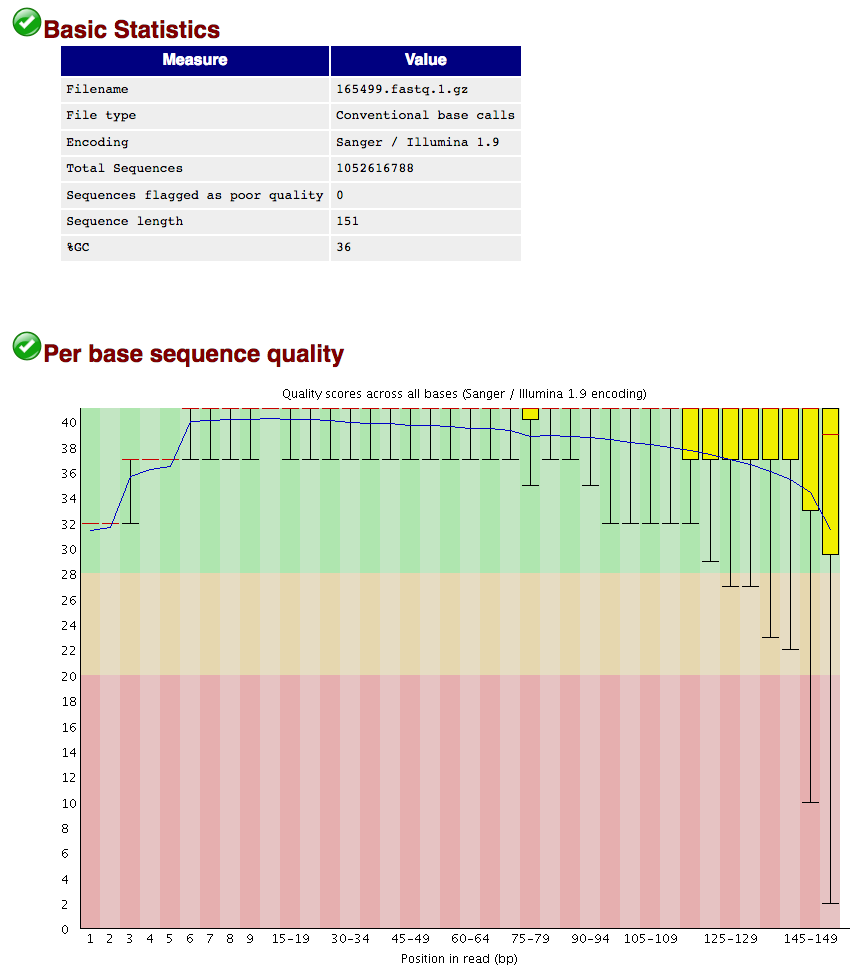 Basic Statistics
Measure Value
Filename 165499.fastq.1.gz
File type Conventional base calls
Encoding Sanger / Illumina 1.9
Total Sequences 1052616788
Sequences flagged as poor quality 0
Sequence length 151
%GC 36
Per base sequence quality
Quality scores across all bases (Sanger / Illumina 1.9 encoding)
40
38
36
34
32
30
28
26
24
22
20
18
16
14
12
10
8
6
4
2
0
1 2 3 4 5 6 7 8 9 15-19 30-34 45-49 60-64 75-79 90-94 105-109 125-129 145-149
Position in read (bp)